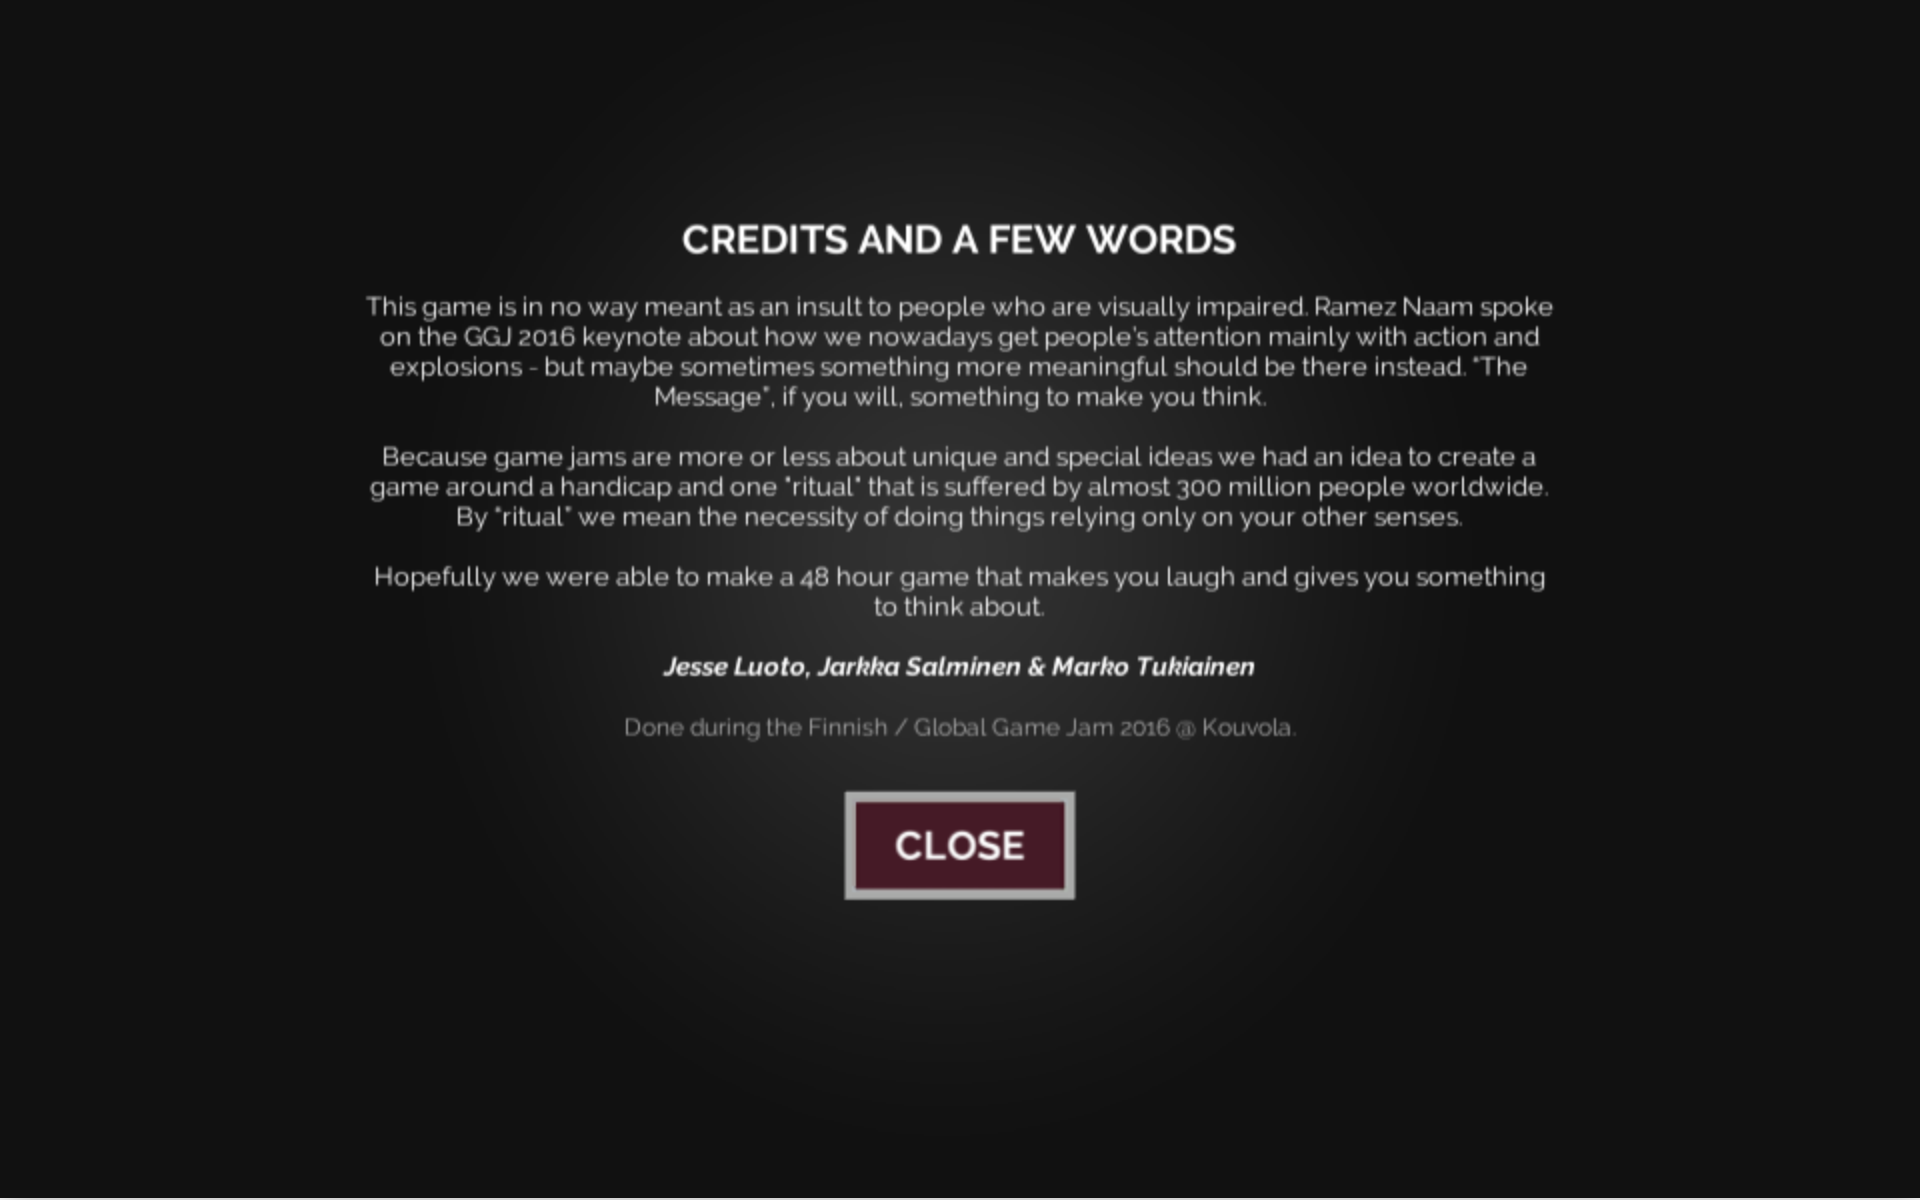 CREDITS AND A FEW WORDS
This game is in no way meant as an insult to people who are visually impaired. Ramez Naam spoke
on the GGJ 2016 keynote about how we nowadays get people's attention mainly with action and
explosions - but maybe sometimes something more meaningful should be there instead. "The
Message", if you will, something to make you think.
Because game jams are more or less about unique and special ideas we had an idea to create a
game around a handicap and one "ritual" that is suffered by almost 300 million people worldwide.
By "ritual" we mean the necessity of doing things relying only on your other senses.
Hopefully we were able to make a 48 hour game that makes you laugh and gives you something
to think about.
Jesse Luoto, Jarkka Salminen & Marko Tukiainen
Done during the Finnish / Global Game Jam 2016 @ Kouvola.
CLOSE